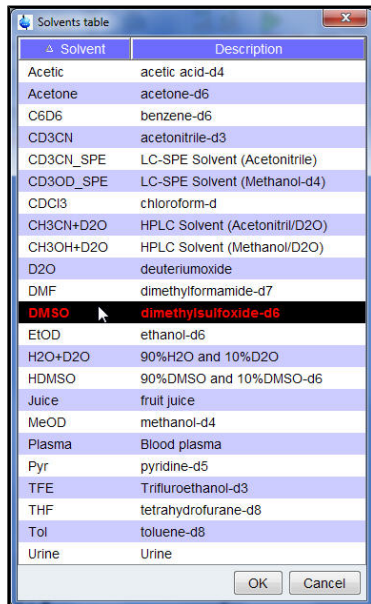 Solvents table
Solvent Description
Acetic acetic acid-d4
Acetone acetone-d6
C6D6 benzene-d6
CD3CN acetonitrile-d3
CD3CN_SPE LC-SPE Solvent (Acetonitrile)
CD3OD_SPE LC-SPE Solvent (Methanol-d4)
CDCl3 chloroform-d
CH3CN+D2O HPLC Solvent (Acetonitril/D2O)
CH3OH+D2O HPLC Solvent (Methanol/D2O)
D2O deuteriumoxide
DMF dimethylformamide-d7
DMSO dimethylsulfoxide-d6
EtOD ethanol-d6
H2O+D2O 90%H2O and 10%D2O
HDMSO 90%DMSO and 10%DMSO-d6
Juice fruit juice
MeOD methanol-d4
Plasma Blood plasma
Pyr pyridine-d5
TFE Trifluroethanol-d3
THF tetrahydrofurane-d8
Tol toluene-d8
Urine Urine
OK Cancel